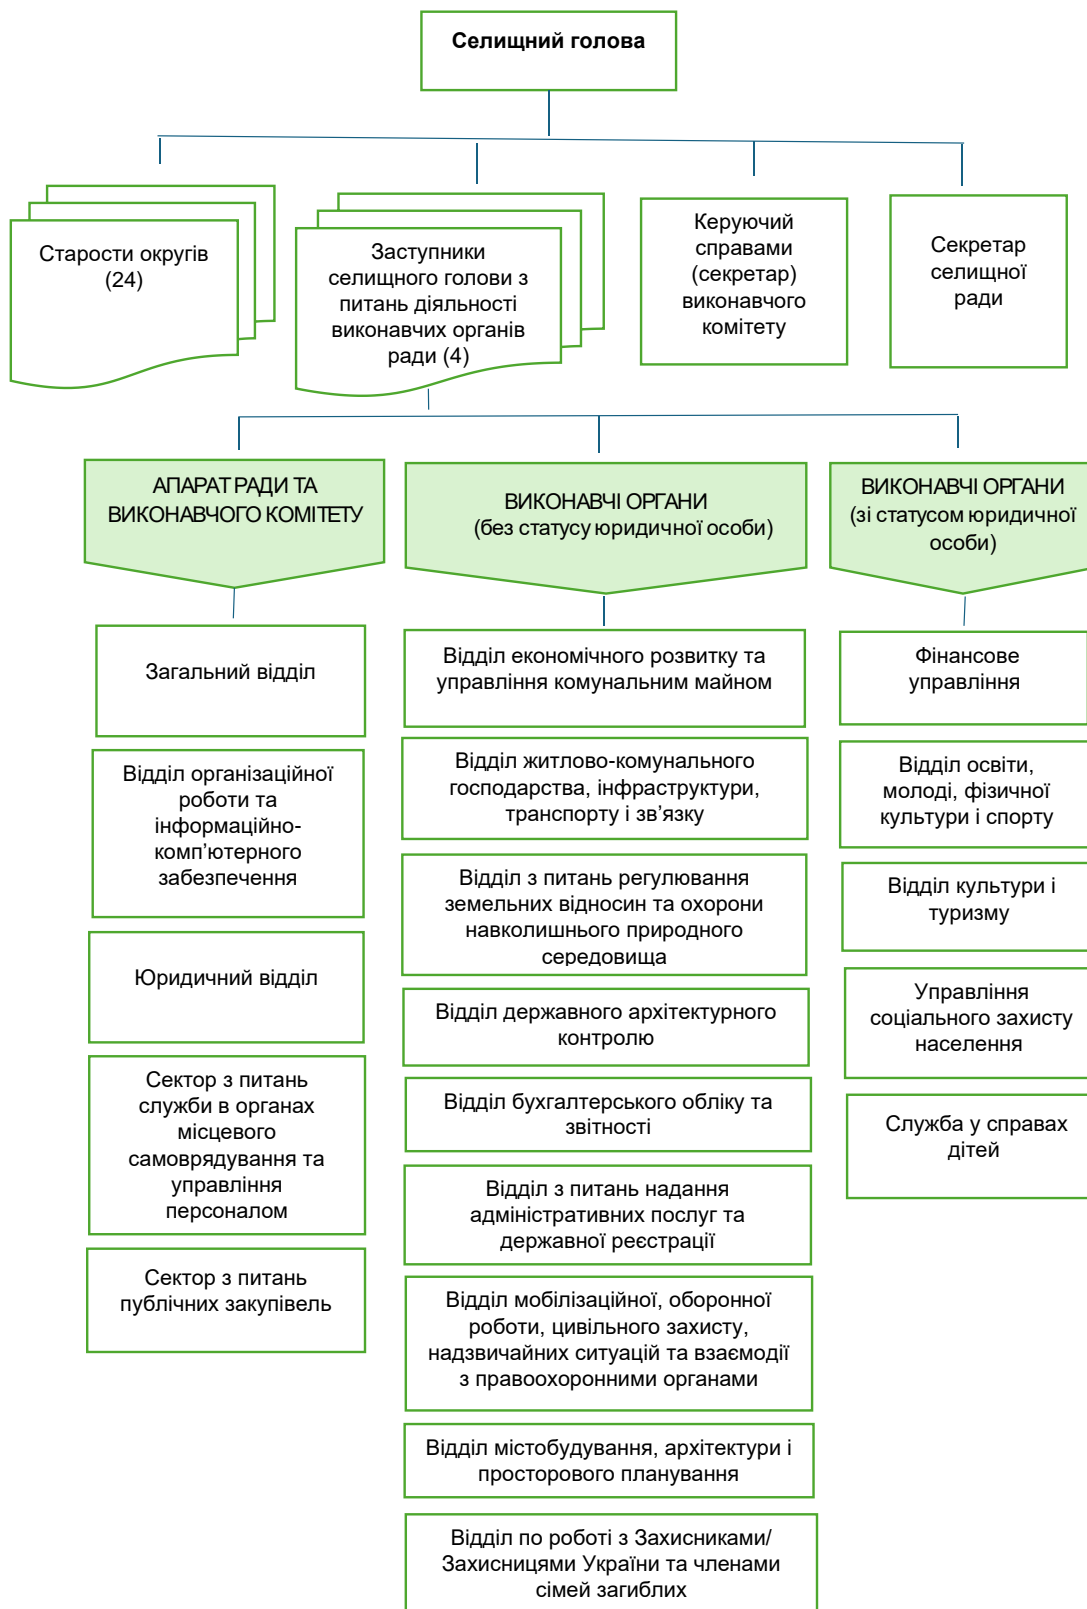 Селищний голова
Старости округів
(24)
Заступники
селищного голови з
питань діяльності
виконавчих органів
ради (4)
Керуючий
справами
(секретар)
виконавчого
комітету
Секретар
селищної
ради
АПАРАТ РАДИ ТА
ВИКОНАВЧОГО КОМІТЕТУ
Загальний відділ
Відділ організаційної
роботи та
інформаційно-
комп’ютерного
забезпечення
Юридичний відділ
Сектор з питань
служби в органах
місцевого
самоврядування та
управління
персоналом
Сектор з питань
публічних закупівель
ВИКОНАВЧІ ОРГАНИ
(без статусу юридичної особи)
Відділ економічного розвитку та
управління комунальним майном
Відділ житлово-комунального
господарства, інфраструктури,
транспорту і зв’язку
Відділ з питань регулювання
земельних відносин та охорони
навколишнього природного
середовища
Відділ державного архітектурного
контролю
Відділ бухгалтерського обліку та
звітності
Відділ з питань надання
адміністративних послуг та
державної реєстрації
Відділ мобілізаційної, оборонної
роботи, цивільного захисту,
надзвичайних ситуацій та взаємодії
з правоохоронними органами
Відділ містобудування, архітектури і
просторового планування
Відділ по роботі з Захисниками/
Захисницями України та членами
сімей загиблих
ВИКОНАВЧІ ОРГАНИ
(зі статусом юридичної
особи)
Фінансове
управління
Відділ освіти,
молоді, фізичної
культури і спорту
Відділ культури і
туризму
Управління
соціального захисту
населення
Служба у справах
дітей